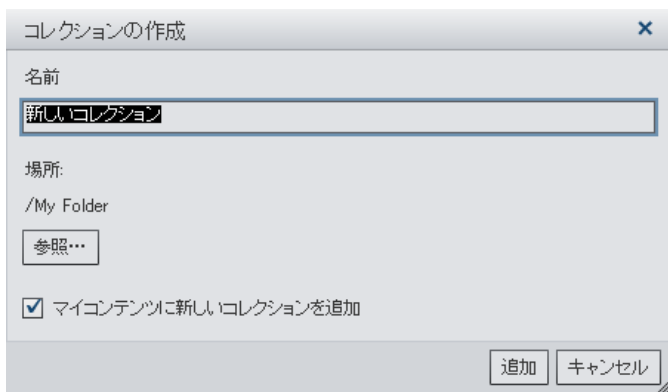 コレクションの作成
名前
新しいコレクション
場所:
/My Folder
参照…
マイコンテンツに新しいコレクションを追加
追加 キャンセル